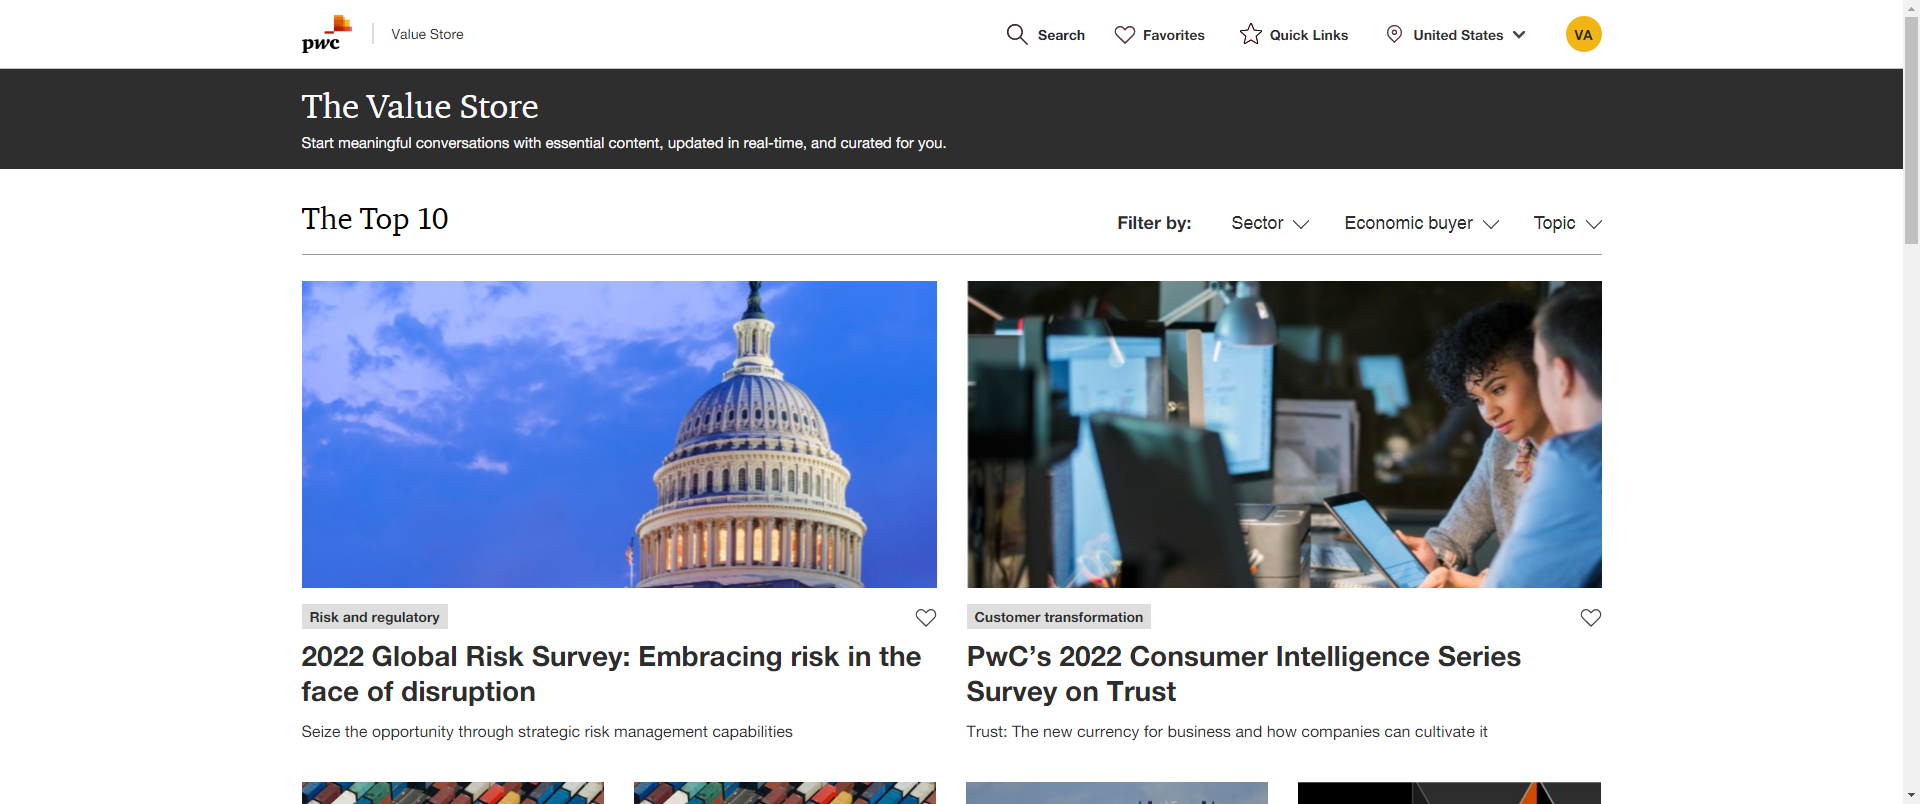 pwc
Value Store
Search
Favorites
Quick Links
United States
VA
The Value Store
Start meaningful conversations with essential content, updated in real-time, and curated for you.
The Top 10
Filter by:
Sector
Economic buyer
Topic
Risk and regulatory
2022 Global Risk Survey: Embracing risk in the
face of disruption
Seize the opportunity through strategic risk management capabilities
Customer transformation
PwC’s 2022 Consumer Intelligence Series
Survey on Trust
Trust: The new currency for business and how companies can cultivate it